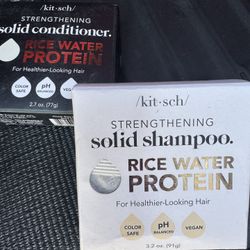 /kit·sch/
STRENGTHENING
solid conditioner.
RICE WATER
PROTEIN
For Healthier-Looking Hair
COLOR
SAFE
pH
BALANCED
VEGAN
2.7 oz. (77g)
/kit·sch/
STRENGTHENING
solid shampoo.
RICE WATER
PROTEIN
For Healthier-Looking Hair
COLOR
SAFE
pH
BALANCED
VEGAN
3.2 oz. (91g)